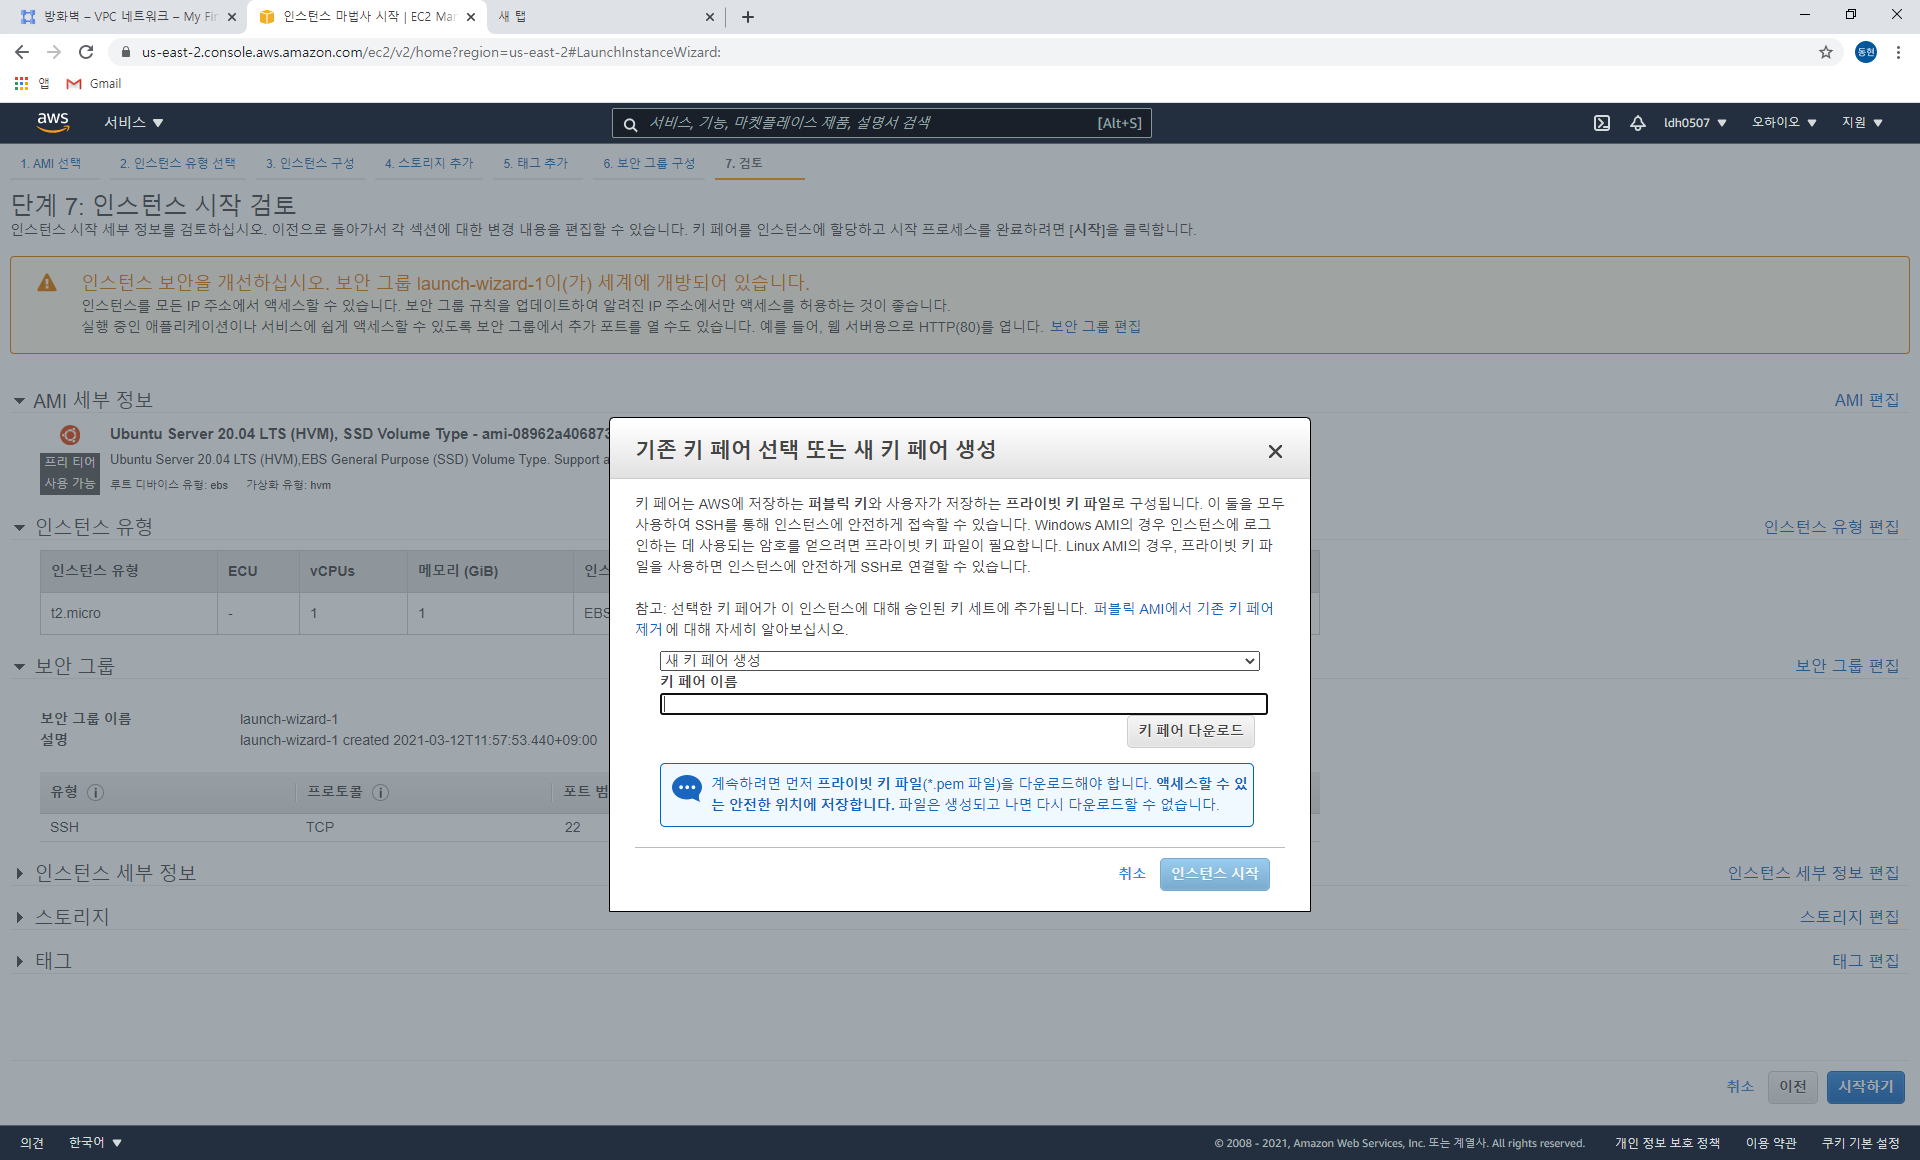 방화벽 – VPC 네트워크 – My Fir
인스턴스 마법사 시작 | EC2 Mar
새 탭
us-east-2.console.aws.amazon.com/ec2/v2/home?region=us-east-2#LaunchInstanceWizard:
동현
앱
Gmail
aws
서비스
서비스, 기능, 마켓플레이스 제품, 설명서 검색
[Alt+S]
ldh0507
오하이오
지원
1. AMI 선택
2. 인스턴스 유형 선택
3. 인스턴스 구성
4. 스토리지 추가
5. 태그 추가
6. 보안 그룹 구성
7. 검토
단계 7: 인스턴스 시작 검토
인스턴스 시작 세부 정보를 검토하십시오. 이전으로 돌아가서 각 섹션에 대한 변경 내용을 편집할 수 있습니다. 키 페어를 인스턴스에 할당하고 시작 프로세스를 완료하려면 [시작]을 클릭합니다.
인스턴스 보안을 개선하십시오. 보안 그룹 launch-wizard-1이(가) 세계에 개방되어 있습니다.
인스턴스를 모든 IP 주소에서 액세스할 수 있습니다. 보안 그룹 규칙을 업데이트하여 알려진 IP 주소에서만 액세스를 허용하는 것이 좋습니다.
실행 중인 애플리케이션이나 서비스에 쉽게 액세스할 수 있도록 보안 그룹에서 추가 포트를 열 수도 있습니다. 예를 들어, 웹 서버용으로 HTTP(80)를 엽니다. 보안 그룹 편집
AMI 세부 정보
AMI 편집
Ubuntu Server 20.04 LTS (HVM), SSD Volume Type - ami-08962a406873
프리 티어
사용 가능
Ubuntu Server 20.04 LTS (HVM),EBS General Purpose (SSD) Volume Type. Support a
루트 디바이스 유형: ebs 가상화 유형: hvm
인스턴스 유형
인스턴스 유형 편집
인스턴스 유형 ECU vCPUs 메모리 (GiB) 인스
t2.micro - 1 1 EBS
보안 그룹
보안 그룹 편집
보안 그룹 이름 launch-wizard-1
설명 launch-wizard-1 created 2021-03-12T11:57:53.440+09:00
유형 프로토콜 포트 범
SSH TCP 22
인스턴스 세부 정보
인스턴스 세부 정보 편집
스토리지
스토리지 편집
태그
태그 편집
기존 키 페어 선택 또는 새 키 페어 생성
키 페어는 AWS에 저장하는 퍼블릭 키와 사용자가 저장하는 프라이빗 키 파일로 구성됩니다. 이 둘을 모두
사용하여 SSH를 통해 인스턴스에 안전하게 접속할 수 있습니다. Windows AMI의 경우 인스턴스에 로그
인하는 데 사용되는 암호를 얻으려면 프라이빗 키 파일이 필요합니다. Linux AMI의 경우, 프라이빗 키 파
일을 사용하면 인스턴스에 안전하게 SSH로 연결할 수 있습니다.
참고: 선택한 키 페어가 이 인스턴스에 대해 승인된 키 세트에 추가됩니다. 퍼블릭 AMI에서 기존 키 페어
제거 에 대해 자세히 알아보십시오.
새 키 페어 생성
키 페어 이름
키 페어 다운로드
계속하려면 먼저 프라이빗 키 파일(*.pem 파일)을 다운로드해야 합니다. 액세스할 수 있
는 안전한 위치에 저장합니다. 파일은 생성되고 나면 다시 다운로드할 수 없습니다.
취소
인스턴스 시작
취소
이전
시작하기
의견
한국어
© 2008 - 2021, Amazon Web Services, Inc. 또는 계열사. All rights reserved.
개인 정보 보호 정책
이용 약관
쿠키 기본 설정